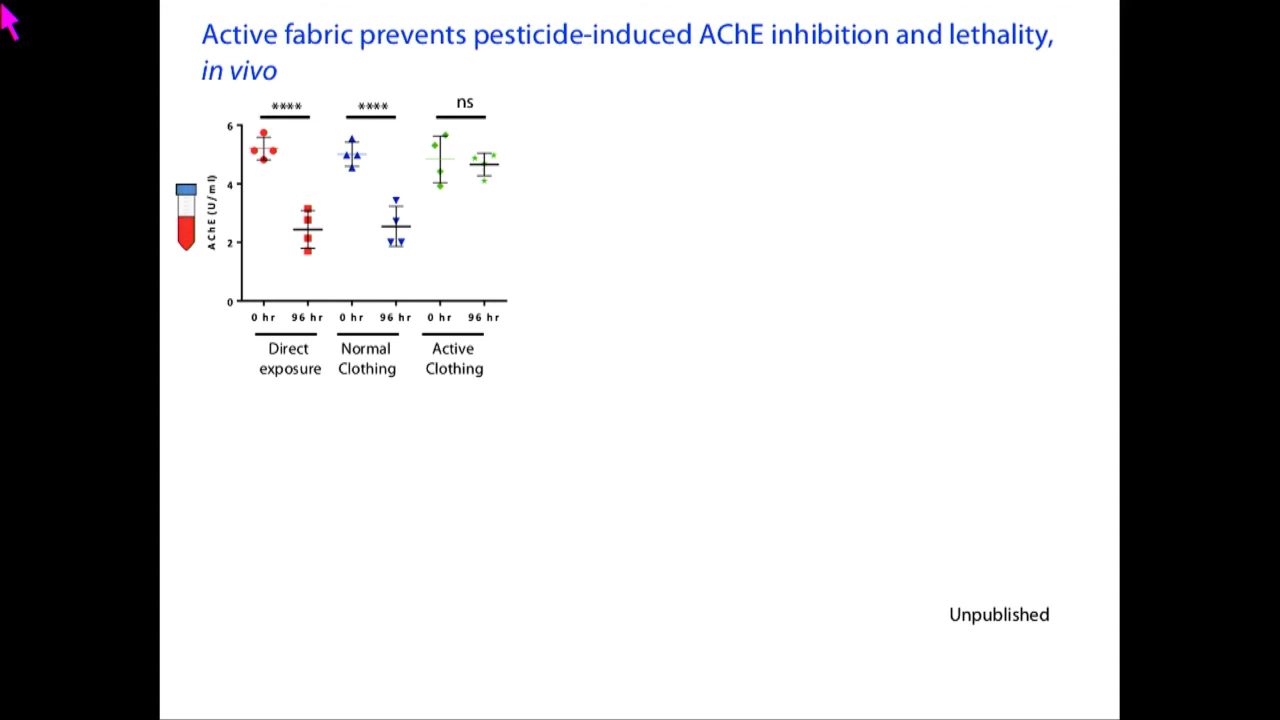 Active fabric prevents pesticide-induced AChE inhibition and lethality,
in vivo
**** **** ns
6
4
2
0
AChE (U/ml)
0 hr 96 hr 0 hr 96 hr 0 hr 96 hr
Direct exposure
Normal Clothing
Active Clothing
Unpublished